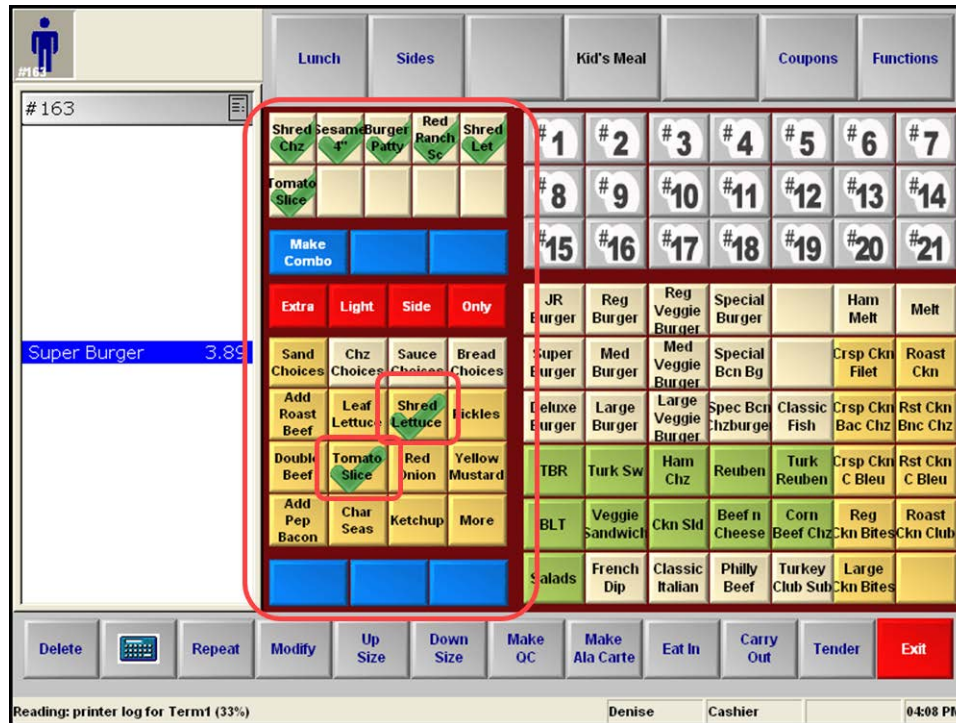 #163
Lunch
Sides
Kid's Meal
Coupons
Functions
#163
Shred
Chz
Sesame
4"
Burger
Patty
Red
Ranch
Sc
Shred
Let
#1
#2
#3
#4
#5
#6
#7
Tomato
Slice
#8
#9
#10
#11
#12
#13
#14
Make
Combo
#15
#16
#17
#18
#19
#20
#21
Extra
Light
Side
Only
JR
Burger
Reg
Burger
Reg
Veggie
Burger
Special
Burger
Ham
Melt
Melt
Super Burger 3.89
Sand
Choices
Chz
Choices
Sauce
Choices
Bread
Choices
Super
Burger
Med
Burger
Med
Veggie
Burger
Special
Bcn Bg
Crsp Ckn
Filet
Roast
Ckn
Add
Roast
Beef
Leaf
Lettuce
Shred
Lettuce
Pickles
Deluxe
Burger
Large
Burger
Large
Veggie
Burger
Spec Bcn
Chzburge
Classic
Fish
Crsp Ckn
Bac Chz
Rst Ckn
Bnc Chz
Double
Beef
Tomato
Slice
Red
Onion
Yellow
Mustard
TBR
Turk Sw
Ham
Chz
Reuben
Turk
Reuben
Crsp Ckn
C Bleu
Rst Ckn
C Bleu
Add
Pep
Bacon
Char
Seas
Ketchup
More
BLT
Veggie
Sandwich
Ckn Sld
Beef n
Cheese
Corn
Beef Chz
Reg
Ckn Bites
Roast
Ckn Club
Salads
French
Dip
Classic
Italian
Philly
Beef
Turkey
Club Sub
Large
Ckn Bites
Delete
Repeat
Modify
Up
Size
Down
Size
Make
QC
Make
Ala Carte
Eat In
Carry
Out
Tender
Exit
Reading: printer log for Term1 (33%)
Denise
Cashier
04:08 PM